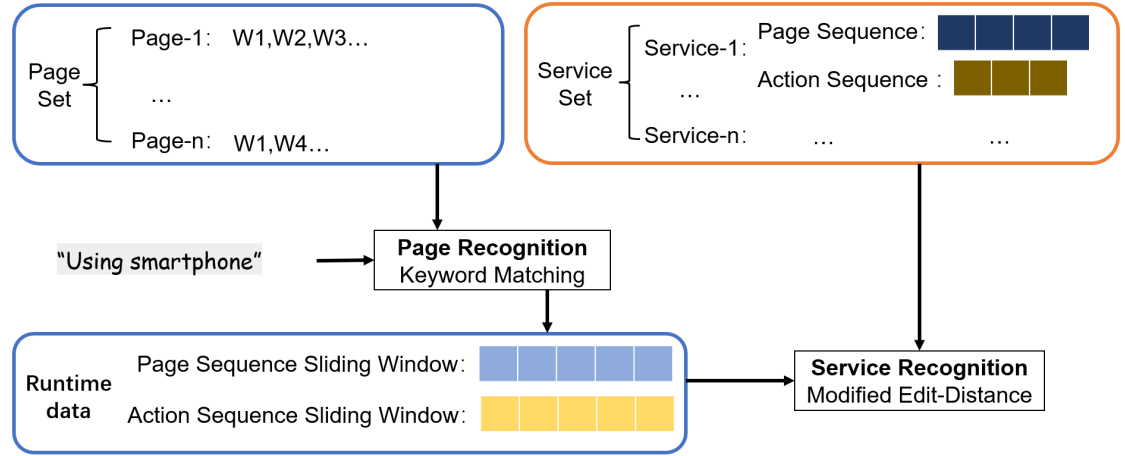 Page Set
Page-1: W1,W2,W3...
...
Page-n: W1,W4...
Service Set
Service-1:
Page Sequence:
Action Sequence :
...
Service-n: ... ...
"Using smartphone"
Page Recognition
Keyword Matching
Runtime data
Page Sequence Sliding Window:
Action Sequence Sliding Window:
Service Recognition
Modified Edit-Distance